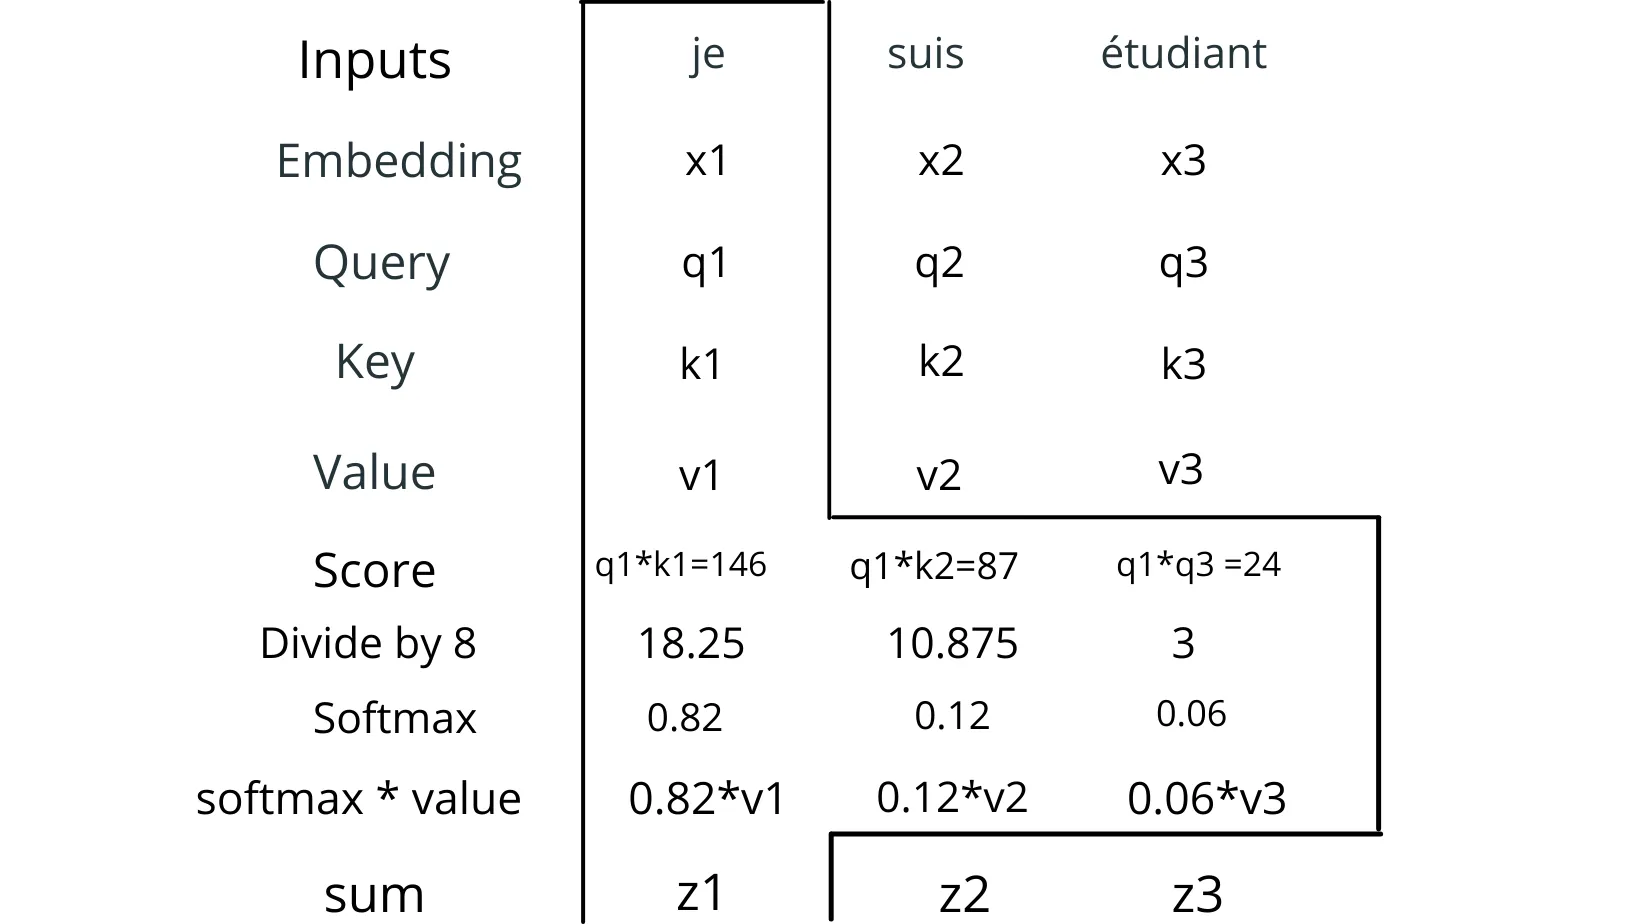 Inputs je suis étudiant
Embedding x1 x2 x3
Query q1 q2 q3
Key k1 k2 k3
Value v1 v2 v3
Score q1*k1=146 q1*k2=87 q1*q3 =24
Divide by 8 18.25 10.875 3
Softmax 0.82 0.12 0.06
softmax * value 0.82*v1 0.12*v2 0.06*v3
sum z1 z2 z3